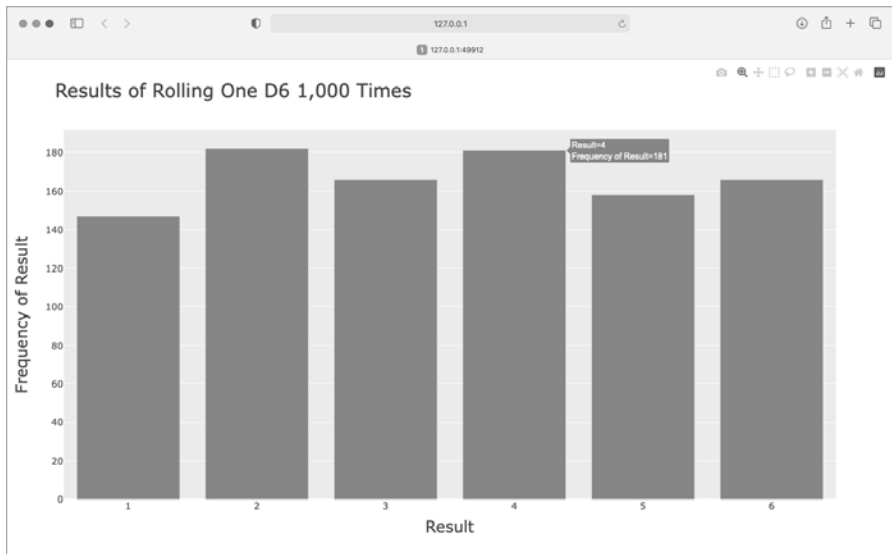 127.0.0.1
1 127.0.0.1:49912
Results of Rolling One D6 1,000 Times
Result=4
Frequency of Result=181
180
160
140
120
100
80
60
40
20
0
Frequency of Result
1 2 3 4 5 6
Result